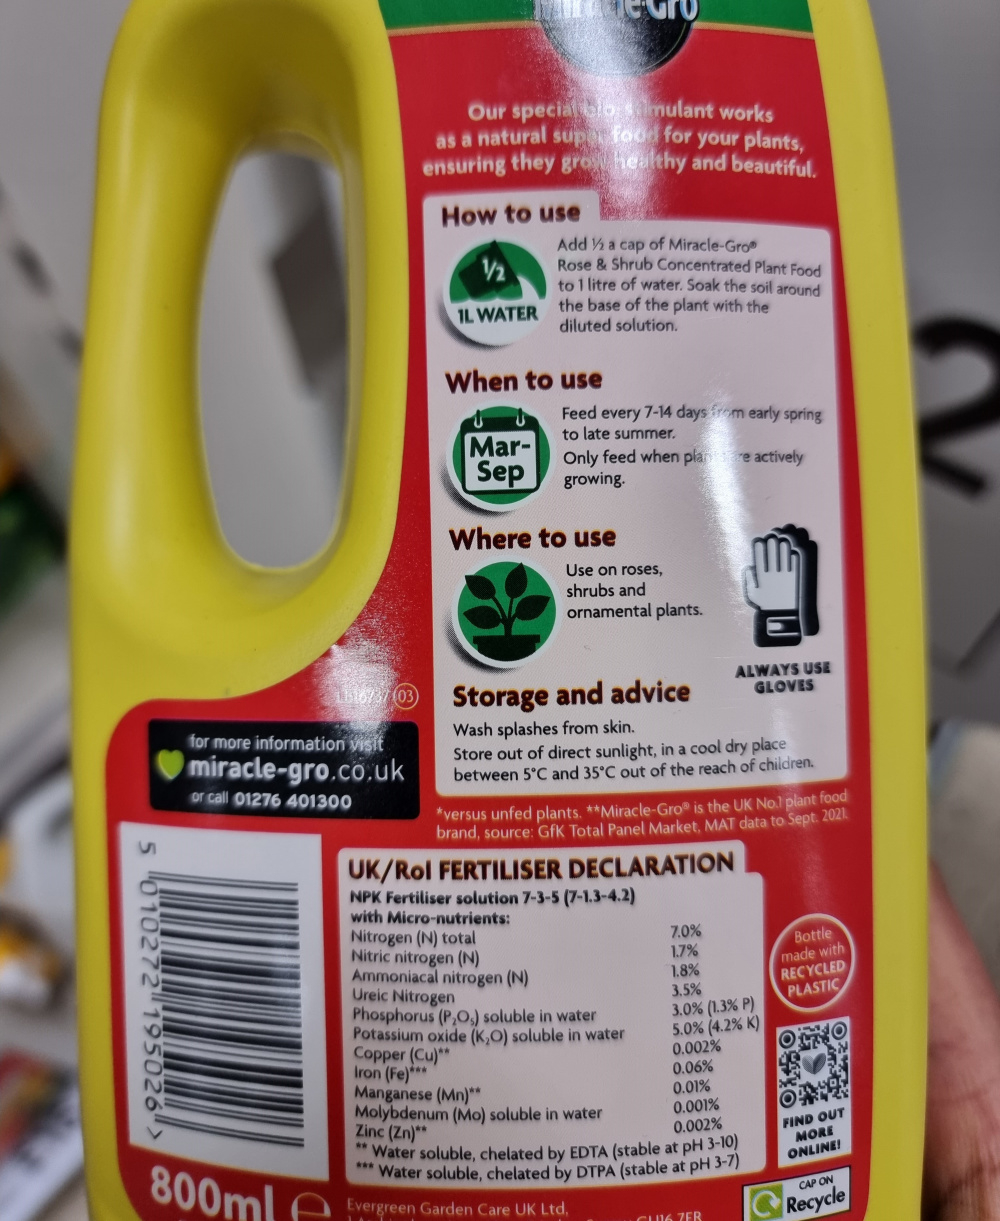 Miracle-Gro
Our special bio-stimulant works
as a natural super food for your plants,
ensuring they grow healthy and beautiful.
How to use
½
1L WATER
Add ½ a cap of Miracle-Gro®
Rose & Shrub Concentrated Plant Food
to 1 litre of water. Soak the soil around
the base of the plant with the
diluted solution.
When to use
Mar-
Sep
Feed every 7-14 days from early spring
to late summer.
Only feed when plants are actively
growing.
Where to use
Use on roses,
shrubs and
ornamental plants.
ALWAYS USE
GLOVES
Storage and advice
Wash splashes from skin.
Store out of direct sunlight, in a cool dry place
between 5°C and 35°C out of the reach of children.
03
for more information visit
miracle-gro.co.uk
or call 01276 401300
*versus unfed plants. **Miracle-Gro® is the UK No.1 plant food
brand, source: GfK Total Panel Market, MAT data to Sept. 2021.
5 010272 195026 >
UK/RoI FERTILISER DECLARATION
NPK Fertiliser solution 7-3-5 (7-1.3-4.2)
with Micro-nutrients:
Nitrogen (N) total 7.0%
Nitric nitrogen (N) 1.7%
Ammoniacal nitrogen (N) 1.8%
Ureic Nitrogen 3.5%
Phosphorus (P₂O₅) soluble in water 3.0% (1.3% P)
Potassium oxide (K₂O) soluble in water 5.0% (4.2% K)
Copper (Cu)** 0.002%
Iron (Fe)*** 0.06%
Manganese (Mn)** 0.01%
Molybdenum (Mo) soluble in water 0.001%
Zinc (Zn)** 0.002%
** Water soluble, chelated by EDTA (stable at pH 3-10)
*** Water soluble, chelated by DTPA (stable at pH 3-7)
Bottle
made with
RECYCLED
PLASTIC
FIND OUT
MORE
ONLINE!
CAP ON
Recycle
800ml ℮
Evergreen Garden Care UK Ltd,
GU16 7ER
2